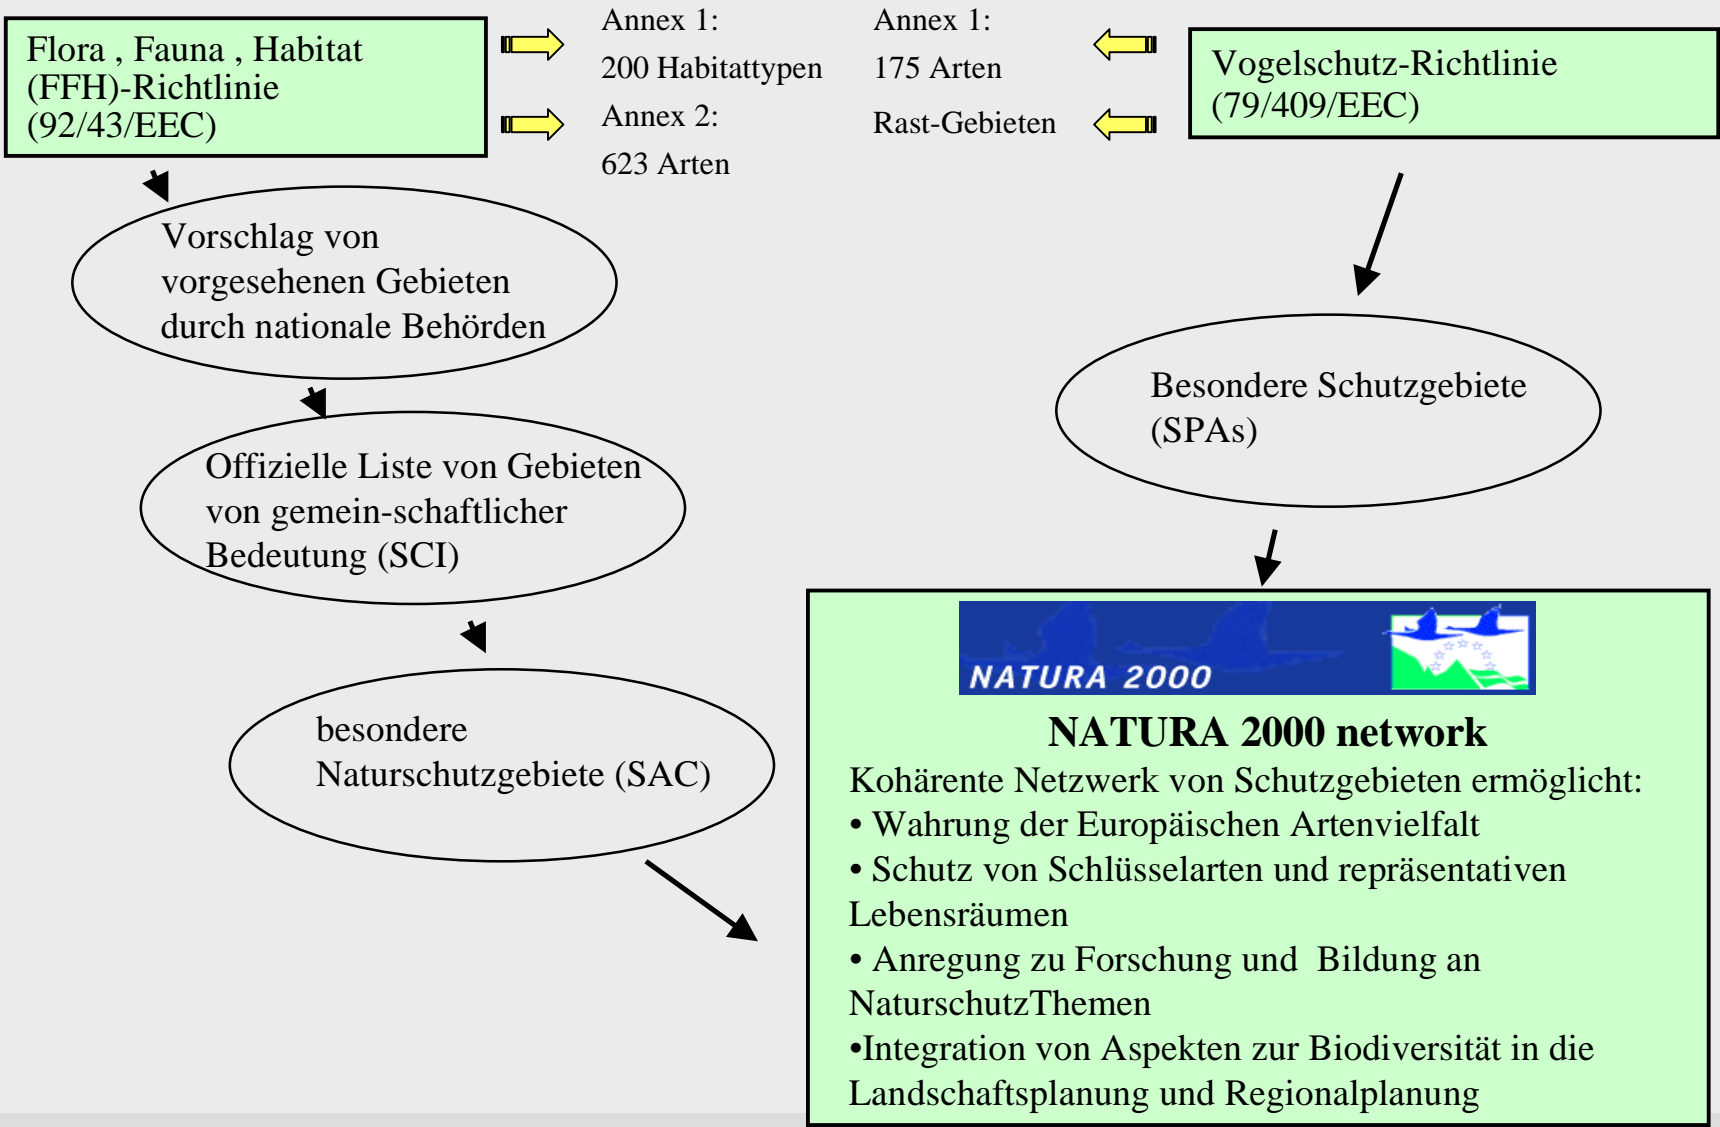 Flora , Fauna , Habitat
(FFH)-Richtlinie
(92/43/EEC)
Annex 1:
200 Habitattypen
Annex 2:
623 Arten
Annex 1:
175 Arten
Rast-Gebieten
Vogelschutz-Richtlinie
(79/409/EEC)
Vorschlag von
vorgesehenen Gebieten
durch nationale Behörden
Offizielle Liste von Gebieten
von gemein-schaftlicher
Bedeutung (SCI)
besondere
Naturschutzgebiete (SAC)
Besondere Schutzgebiete
(SPAs)
NATURA 2000
NATURA 2000 network
Kohärente Netzwerk von Schutzgebieten ermöglicht:
• Wahrung der Europäischen Artenvielfalt
• Schutz von Schlüsselarten und repräsentativen
Lebensräumen
• Anregung zu Forschung und  Bildung an
NaturschutzThemen
•Integration von Aspekten zur Biodiversität in die
Landschaftsplanung und Regionalplanung